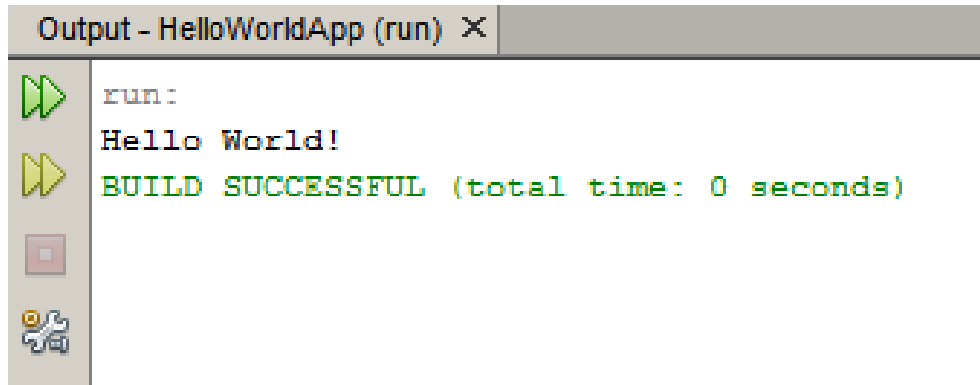 Output - HelloWorldApp (run)
run:
Hello World!
BUILD SUCCESSFUL (total time: 0 seconds)